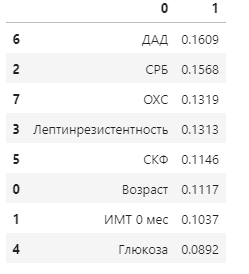 0 1
6 ДАД 0.1609
2 СРБ 0.1568
7 ОХС 0.1319
3 Лептинрезистентность 0.1313
5 СКФ 0.1146
0 Возраст 0.1117
1 ИМТ 0 мес 0.1037
4 Глюкоза 0.0892